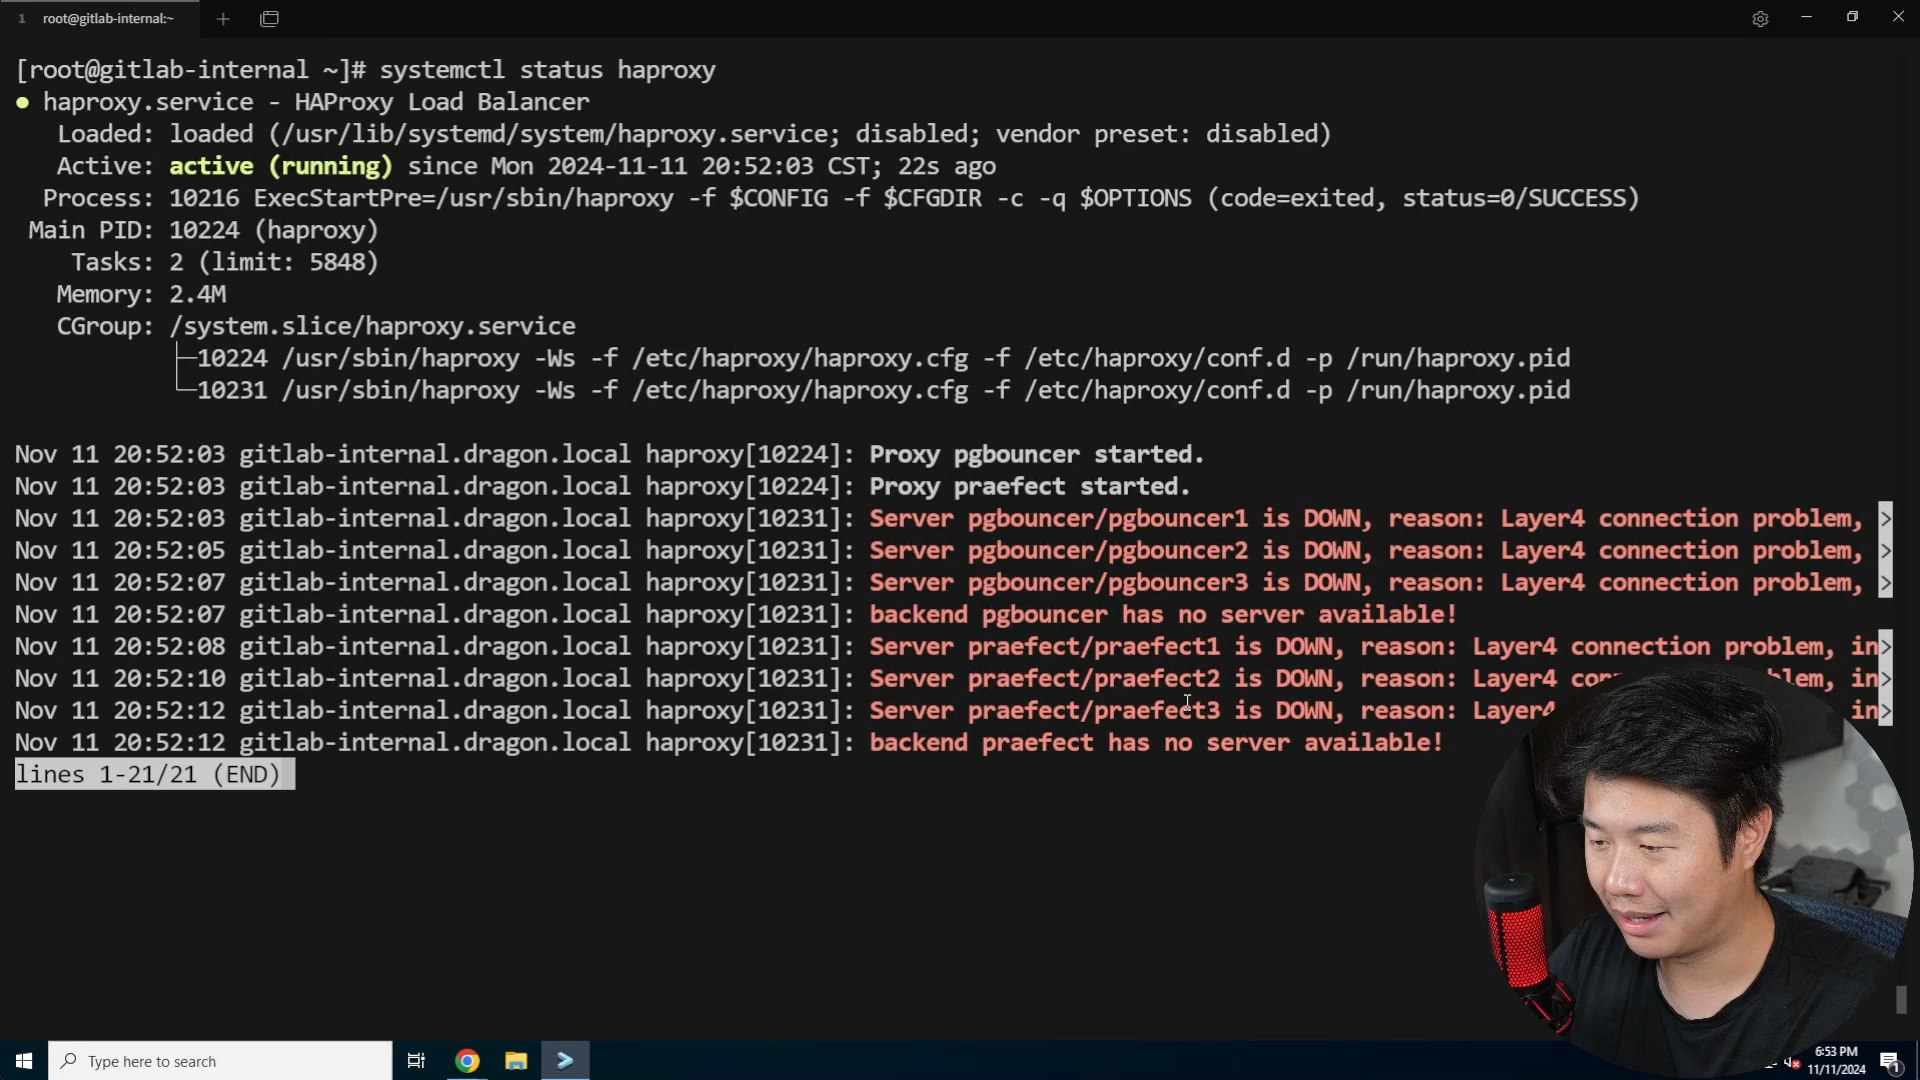 1 root@gitlab-internal:~
[root@gitlab-internal ~]# systemctl status haproxy
● haproxy.service - HAProxy Load Balancer
Loaded: loaded (/usr/lib/systemd/system/haproxy.service; disabled; vendor preset: disabled)
Active: active (running) since Mon 2024-11-11 20:52:03 CST; 22s ago
Process: 10216 ExecStartPre=/usr/sbin/haproxy -f $CONFIG -f $CFGDIR -c -q $OPTIONS (code=exited, status=0/SUCCESS)
Main PID: 10224 (haproxy)
Tasks: 2 (limit: 5848)
Memory: 2.4M
CGroup: /system.slice/haproxy.service
├─10224 /usr/sbin/haproxy -Ws -f /etc/haproxy/haproxy.cfg -f /etc/haproxy/conf.d -p /run/haproxy.pid
└─10231 /usr/sbin/haproxy -Ws -f /etc/haproxy/haproxy.cfg -f /etc/haproxy/conf.d -p /run/haproxy.pid
Nov 11 20:52:03 gitlab-internal.dragon.local haproxy[10224]: Proxy pgbouncer started.
Nov 11 20:52:03 gitlab-internal.dragon.local haproxy[10224]: Proxy praefect started.
Nov 11 20:52:03 gitlab-internal.dragon.local haproxy[10231]: Server pgbouncer/pgbouncer1 is DOWN, reason: Layer4 connection problem, >
Nov 11 20:52:05 gitlab-internal.dragon.local haproxy[10231]: Server pgbouncer/pgbouncer2 is DOWN, reason: Layer4 connection problem, >
Nov 11 20:52:07 gitlab-internal.dragon.local haproxy[10231]: Server pgbouncer/pgbouncer3 is DOWN, reason: Layer4 connection problem, >
Nov 11 20:52:07 gitlab-internal.dragon.local haproxy[10231]: backend pgbouncer has no server available!
Nov 11 20:52:08 gitlab-internal.dragon.local haproxy[10231]: Server praefect/praefect1 is DOWN, reason: Layer4 connection problem, in>
Nov 11 20:52:10 gitlab-internal.dragon.local haproxy[10231]: Server praefect/praefect2 is DOWN, reason: Layer4 in>
Nov 11 20:52:12 gitlab-internal.dragon.local haproxy[10231]: Server praefect/praefect3 is DOWN, reason: Layer4 in>
Nov 11 20:52:12 gitlab-internal.dragon.local haproxy[10231]: backend praefect has no server available!
lines 1-21/21 (END)
Type here to search
6:53 PM
11/11/2024
1